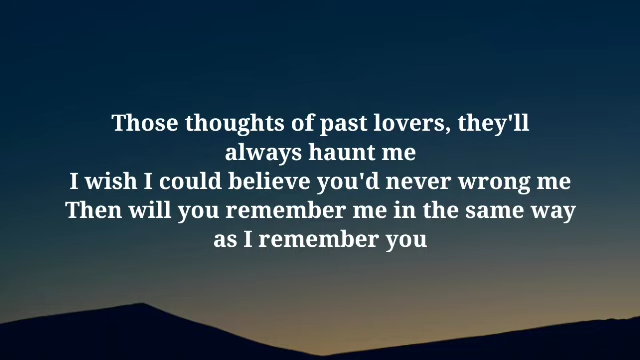 Those thoughts of past lovers, they'll
always haunt me
I wish I could believe you'd never wrong me
Then will you remember me in the same way
as I remember you